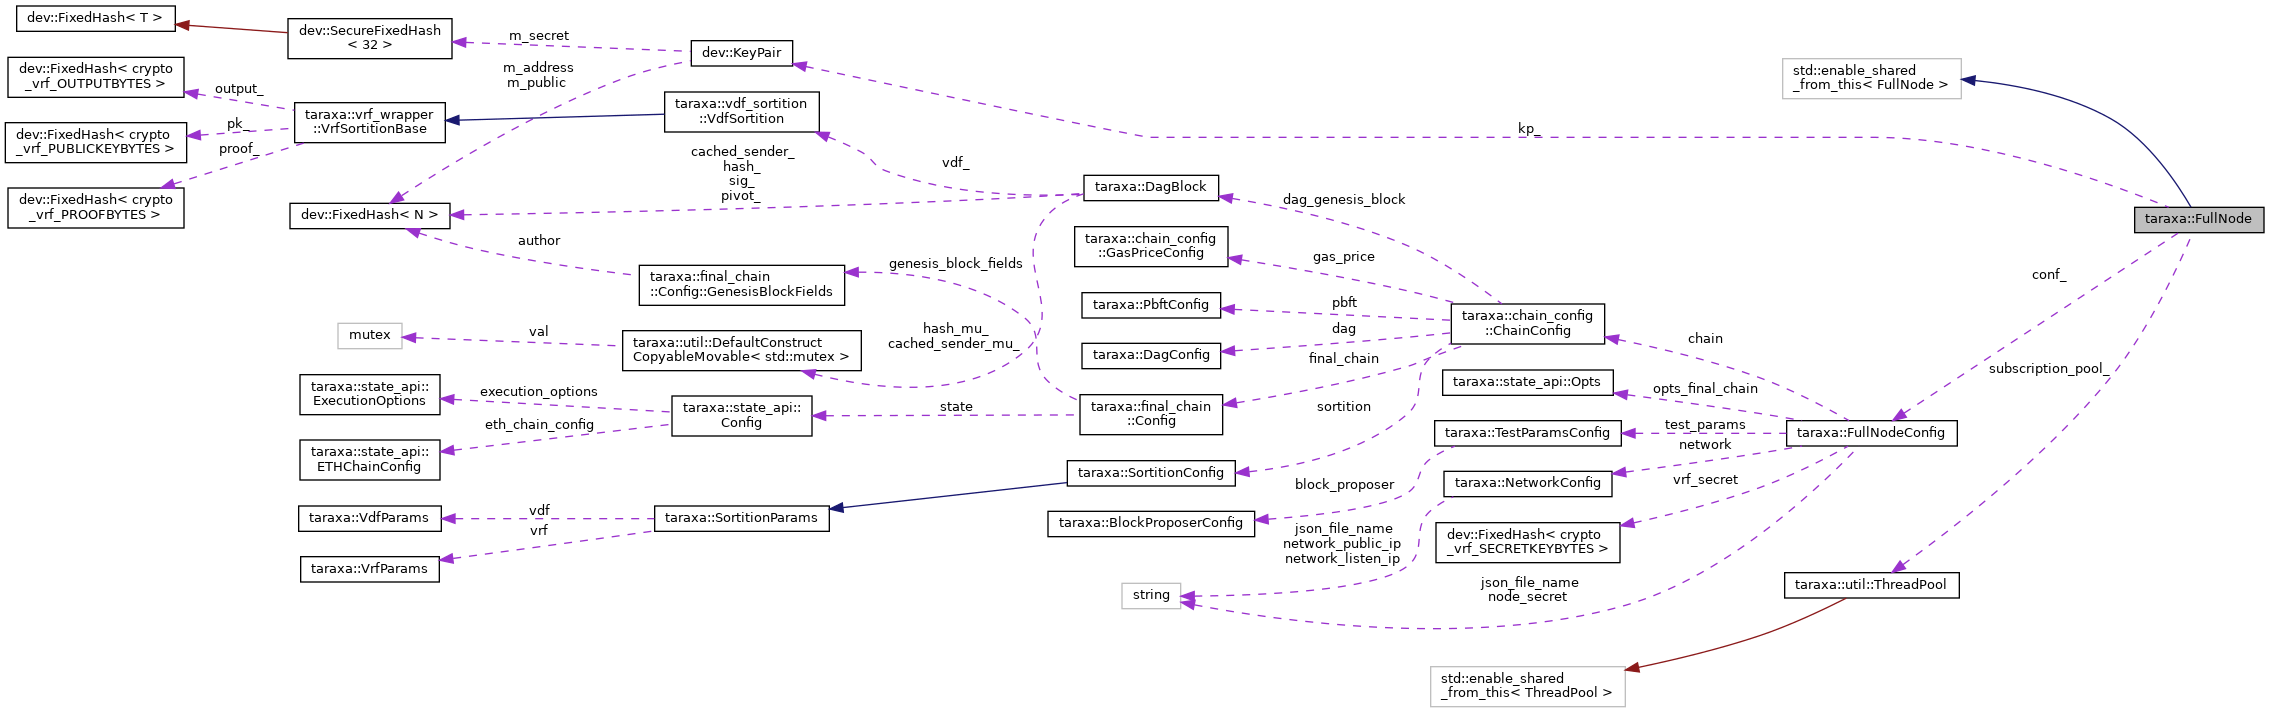 dev::FixedHash< T >
dev::SecureFixedHash
< 32 >
m_secret
dev::KeyPair
dev::FixedHash< crypto
_vrf_OUTPUTBYTES >
output_
m_address
m_public
taraxa::vrf_wrapper
::VrfSortitionBase
taraxa::vdf_sortition
::VdfSortition
dev::FixedHash< crypto
_vrf_PUBLICKEYBYTES >
pk_
proof_
dev::FixedHash< crypto
_vrf_PROOFBYTES >
dev::FixedHash< N >
cached_sender_
hash_
sig_
pivot_
vdf_
author
taraxa::final_chain
::Config::GenesisBlockFields
genesis_block_fields
mutex
val
taraxa::util::DefaultConstruct
CopyableMovable< std::mutex >
hash_mu_
cached_sender_mu_
taraxa::state_api::
ExecutionOptions
execution_options
taraxa::state_api::
Config
state
eth_chain_config
taraxa::state_api::
ETHChainConfig
taraxa::VdfParams
vdf
taraxa::SortitionParams
vrf
taraxa::VrfParams
taraxa::DagBlock
dag_genesis_block
taraxa::chain_config
::GasPriceConfig
gas_price
taraxa::PbftConfig
pbft
taraxa::DagConfig
dag
final_chain
taraxa::final_chain
::Config
sortition
taraxa::SortitionConfig
taraxa::BlockProposerConfig
block_proposer
json_file_name
network_public_ip
network_listen_ip
string
taraxa::chain_config
::ChainConfig
chain
taraxa::state_api::Opts
opts_final_chain
taraxa::TestParamsConfig
test_params
network
taraxa::NetworkConfig
vrf_secret
dev::FixedHash< crypto
_vrf_SECRETKEYBYTES >
json_file_name
node_secret
std::enable_shared
_from_this< FullNode >
kp_
taraxa::FullNode
conf_
subscription_pool_
taraxa::FullNodeConfig
taraxa::util::ThreadPool
std::enable_shared
_from_this< ThreadPool >